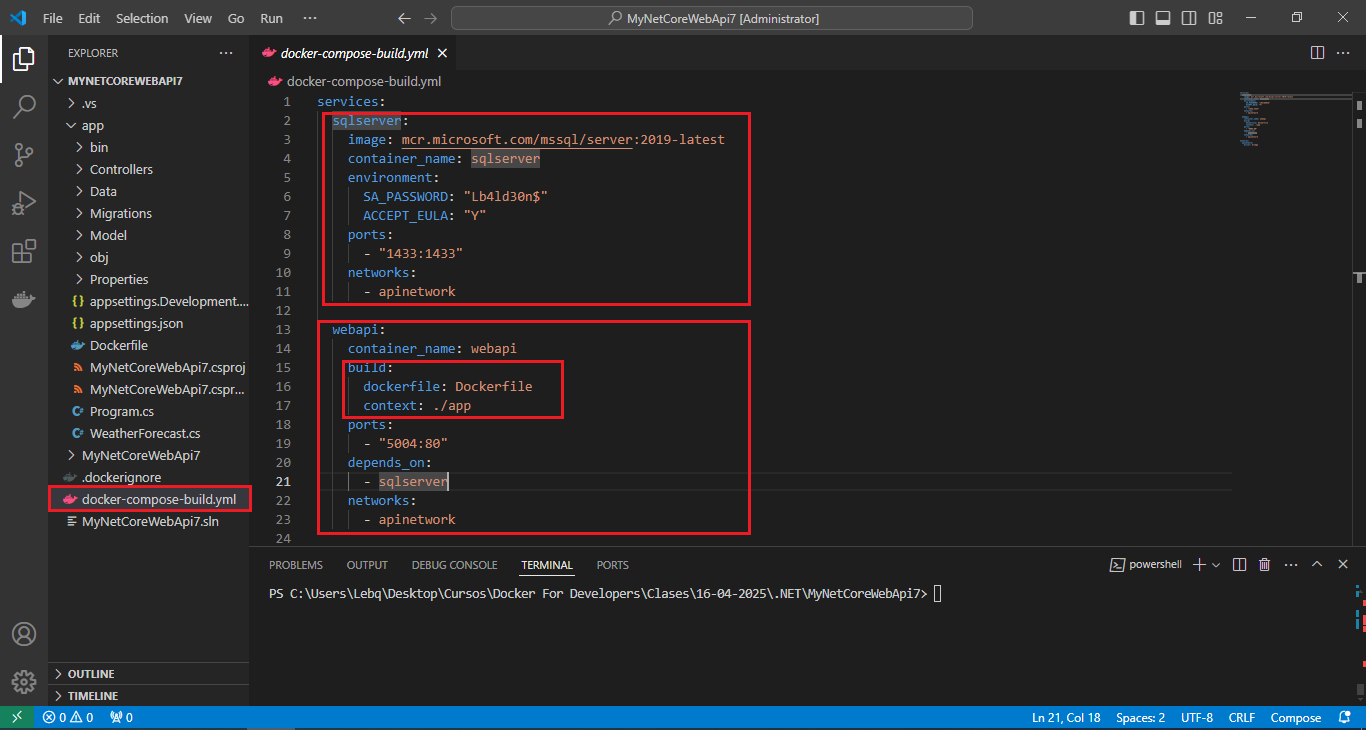 File Edit Selection View Go Run ··· MyNetCoreWebApi7 [Administrator]
EXPLORER ···
MYNETCOREWEBAPI7
.vs
app
bin
Controllers
Data
Migrations
Model
obj
Properties
{} appsettings.Development....
{} appsettings.json
Dockerfile
MyNetCoreWebApi7.csproj
MyNetCoreWebApi7.cspr...
C# Program.cs
C# WeatherForecast.cs
MyNetCoreWebApi7
.dockerignore
docker-compose-build.yml
MyNetCoreWebApi7.sln
OUTLINE
TIMELINE
docker-compose-build.yml
docker-compose-build.yml
1 services:
2 sqlserver:
3 image: mcr.microsoft.com/mssql/server:2019-latest
4 container_name: sqlserver
5 environment:
6 SA_PASSWORD: "Lb4ld30n$"
7 ACCEPT_EULA: "Y"
8 ports:
9 - "1433:1433"
10 networks:
11 - apinetwork
12
13 webapi:
14 container_name: webapi
15 build:
16 dockerfile: Dockerfile
17 context: ./app
18 ports:
19 - "5004:80"
20 depends_on:
21 - sqlserver
22 networks:
23 - apinetwork
24
PROBLEMS OUTPUT DEBUG CONSOLE TERMINAL PORTS powershell
PS C:\Users\Lebq\Desktop\Cursos\Docker For Developers\Clases\16-04-2025\.NET\MyNetCoreWebApi7>
0 0 0 Ln 21, Col 18 Spaces: 2 UTF-8 CRLF Compose